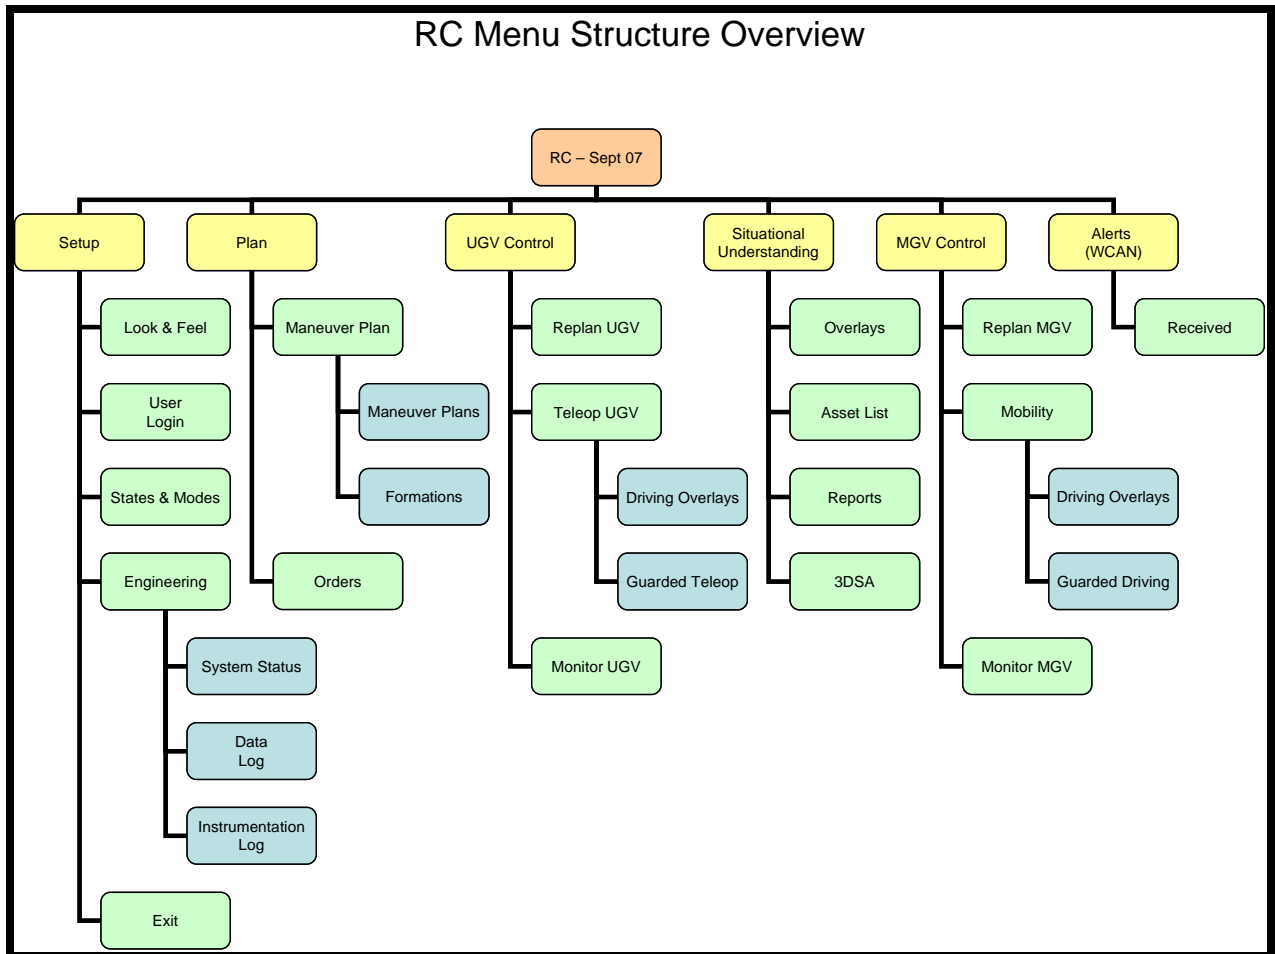 RC Menu Structure Overview
RC – Sept 07
Setup
Look & Feel
User
Login
States & Modes
Engineering
System Status
Data
Log
Instrumentation
Log
Exit
Plan
Maneuver Plan
Maneuver Plans
Formations
Orders
UGV Control
Replan UGV
Teleop UGV
Driving Overlays
Guarded Teleop
Monitor UGV
Situational
Understanding
Overlays
Asset List
Reports
3DSA
MGV Control
Replan MGV
Mobility
Driving Overlays
Guarded Driving
Monitor MGV
Alerts
(WCAN)
Received